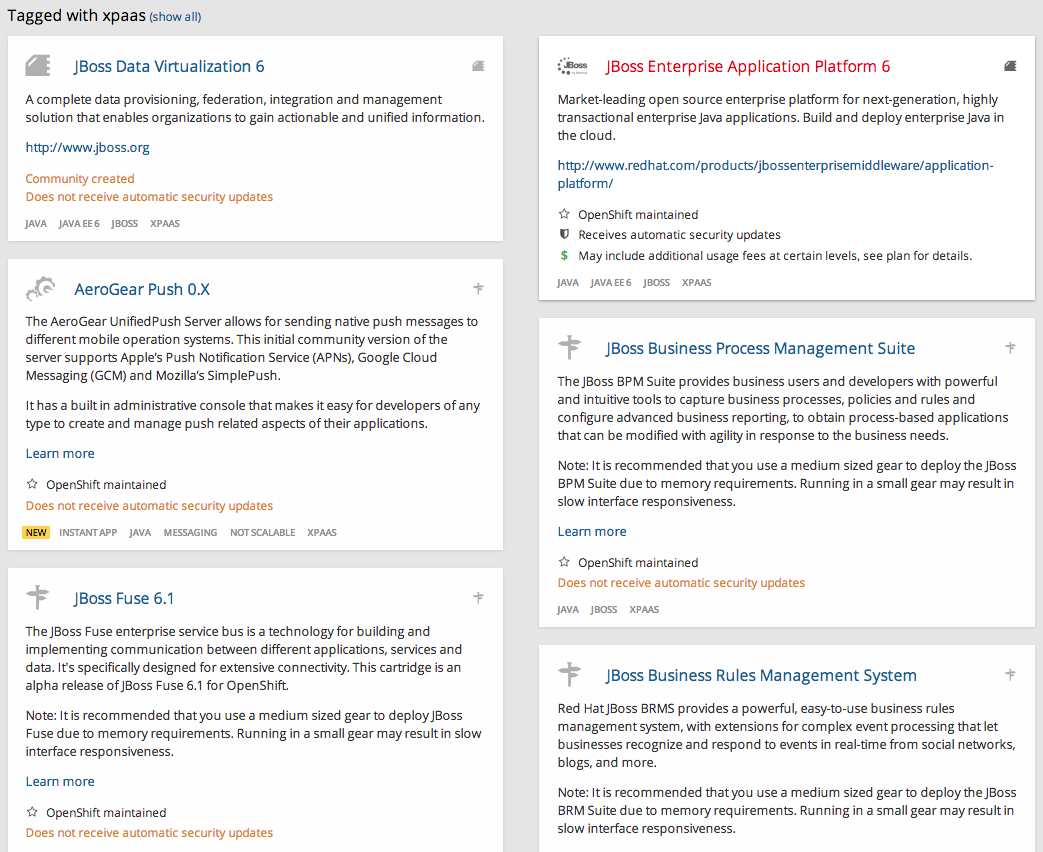 Tagged with xpaas (show all)
JBoss Data Virtualization 6
A complete data provisioning, federation, integration and management
solution that enables organizations to gain actionable and unified information.
http://www.jboss.org
Community created
Does not receive automatic security updates
JAVA JAVA EE 6 JBOSS XPAAS
AeroGear Push 0.X
The AeroGear UnifiedPush Server allows for sending native push messages to
different mobile operation systems. This initial community version of the
server supports Apple’s Push Notification Service (APNs), Google Cloud
Messaging (GCM) and Mozilla’s SimplePush.
It has a built in administrative console that makes it easy for developers of any
type to create and manage push related aspects of their applications.
Learn more
OpenShift maintained
Does not receive automatic security updates
NEW INSTANT APP JAVA MESSAGING NOT SCALABLE XPAAS
JBoss Fuse 6.1
The JBoss Fuse enterprise service bus is a technology for building and
implementing communication between different applications, services and
data. It's specifically designed for extensive connectivity. This cartridge is an
alpha release of JBoss Fuse 6.1 for OpenShift.
Note: It is recommended that you use a medium sized gear to deploy JBoss
Fuse due to memory requirements. Running in a small gear may result in slow
interface responsiveness.
Learn more
OpenShift maintained
Does not receive automatic security updates
JBoss
JBoss Enterprise Application Platform 6
Market-leading open source enterprise platform for next-generation, highly
transactional enterprise Java applications. Build and deploy enterprise Java in
the cloud.
http://www.redhat.com/products/jbossenterprisemiddleware/application-
platform/
OpenShift maintained
Receives automatic security updates
$ May include additional usage fees at certain levels, see plan for details.
JAVA JAVA EE 6 JBOSS XPAAS
JBoss Business Process Management Suite
The JBoss BPM Suite provides business users and developers with powerful
and intuitive tools to capture business processes, policies and rules and
configure advanced business reporting, to obtain process-based applications
that can be modified with agility in response to the business needs.
Note: It is recommended that you use a medium sized gear to deploy the JBoss
BPM Suite due to memory requirements. Running in a small gear may result in
slow interface responsiveness.
Learn more
OpenShift maintained
Does not receive automatic security updates
JAVA JBOSS XPAAS
JBoss Business Rules Management System
Red Hat JBoss BRMS provides a powerful, easy-to-use business rules
management system, with extensions for complex event processing that let
businesses recognize and respond to events in real-time from social networks,
blogs, and more.
Note: It is recommended that you use a medium sized gear to deploy the JBoss
BRM Suite due to memory requirements. Running in a small gear may result in
slow interface responsiveness.